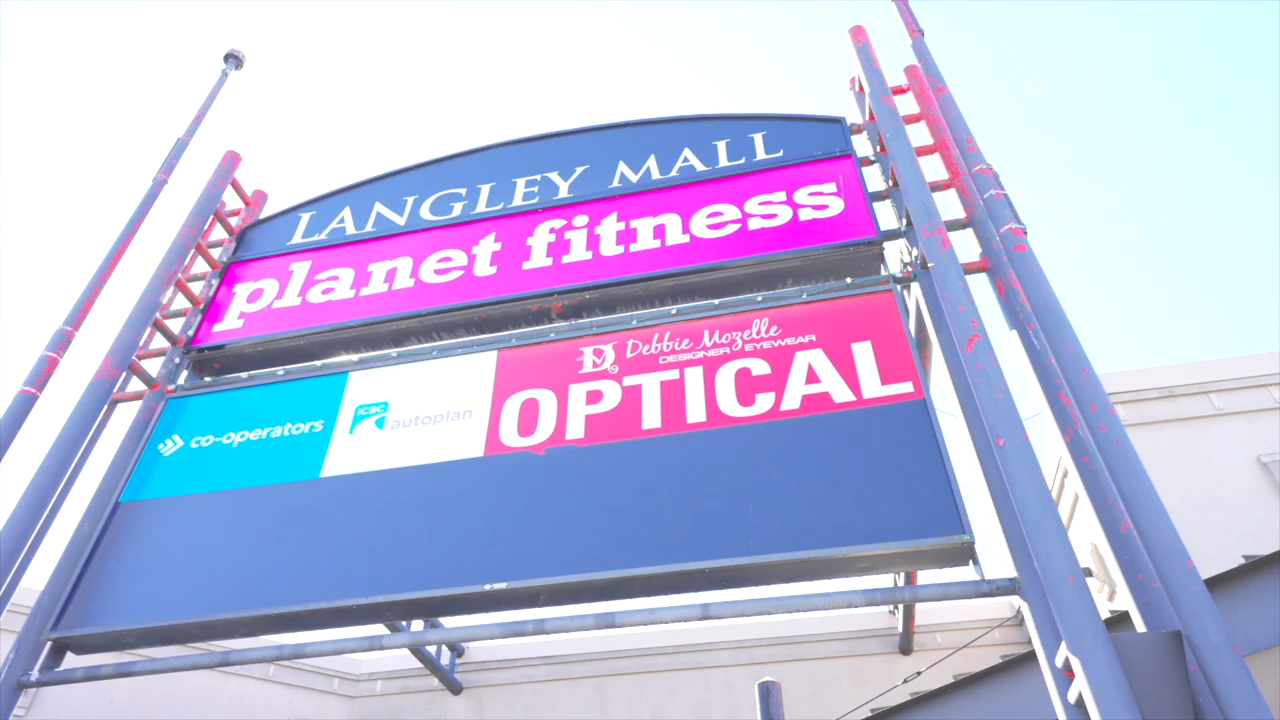 LANGLEY MALL
planet fitness
co-operators
ICBC
autoplan
Debbie Mozelle
DESIGNER EYEWEAR
OPTICAL